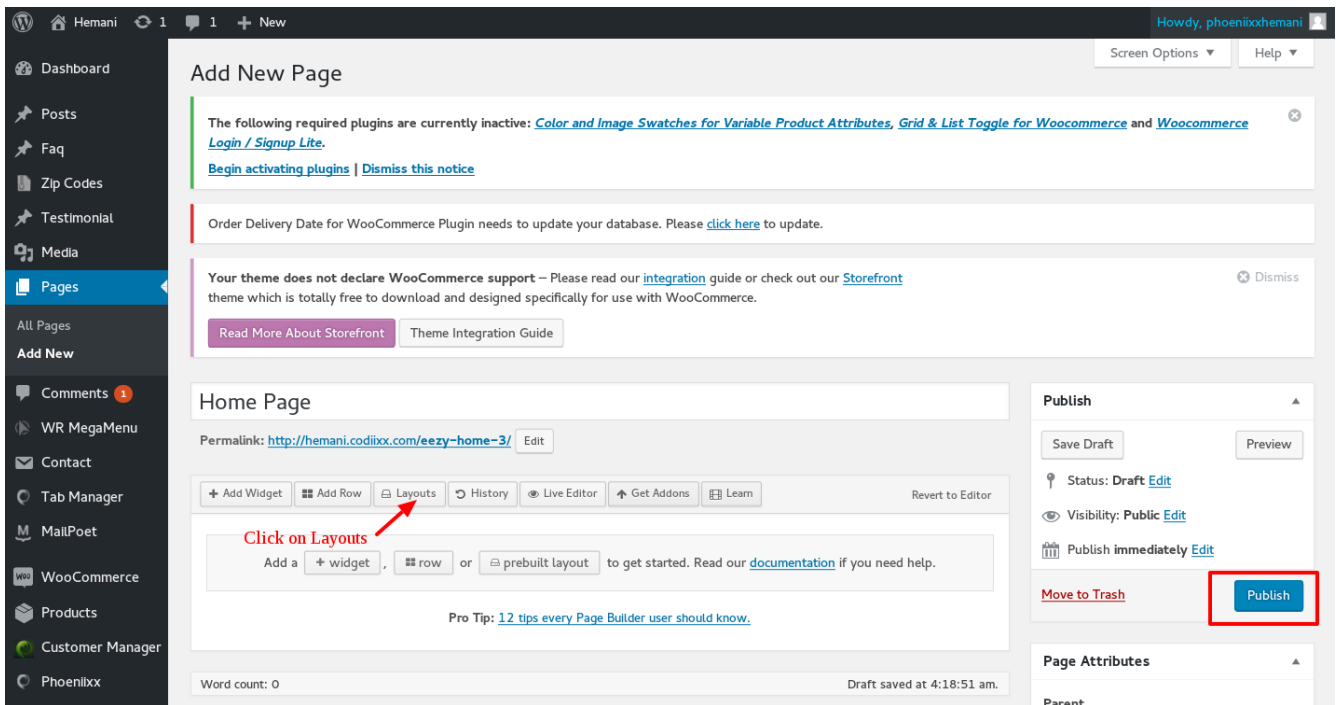 Hemani 1 1 + New Howdy, phoeniixxhemani
Screen Options ▼ Help ▼
Dashboard
Posts
Faq
Zip Codes
Testimonial
Media
Pages
All Pages
Add New
Comments 1
WR MegaMenu
Contact
Tab Manager
MailPoet
WooCommerce
Products
Customer Manager
Phoeniixx
Add New Page
The following required plugins are currently inactive: Color and Image Swatches for Variable Product Attributes, Grid & List Toggle for Woocommerce and Woocommerce
Login / Signup Lite.
Begin activating plugins | Dismiss this notice
Order Delivery Date for WooCommerce Plugin needs to update your database. Please click here to update.
Your theme does not declare WooCommerce support – Please read our integration guide or check out our Storefront
Dismiss
theme which is totally free to download and designed specifically for use with WooCommerce.
Read More About Storefront Theme Integration Guide
Home Page
Permalink: http://hemani.codiixx.com/eezy-home-3/ Edit
+ Add Widget Add Row Layouts History Live Editor Get Addons Learn Revert to Editor
Click on Layouts
Add a + widget , row or prebuilt layout to get started. Read our documentation if you need help.
Pro Tip: 12 tips every Page Builder user should know.
Word count: 0 Draft saved at 4:18:51 am.
Publish ▲
Save Draft Preview
Status: Draft Edit
Visibility: Public Edit
Publish immediately Edit
Move to Trash Publish
Page Attributes ▲
Parent